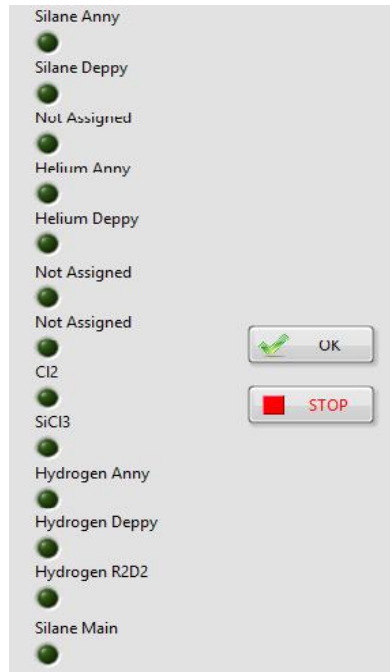 Silane Anny
Silane Deppy
Not Assigned
Helium Anny
Helium Deppy
Not Assigned
Not Assigned
OK
Cl2
STOP
SiCl3
Hydrogen Anny
Hydrogen Deppy
Hydrogen R2D2
Silane Main